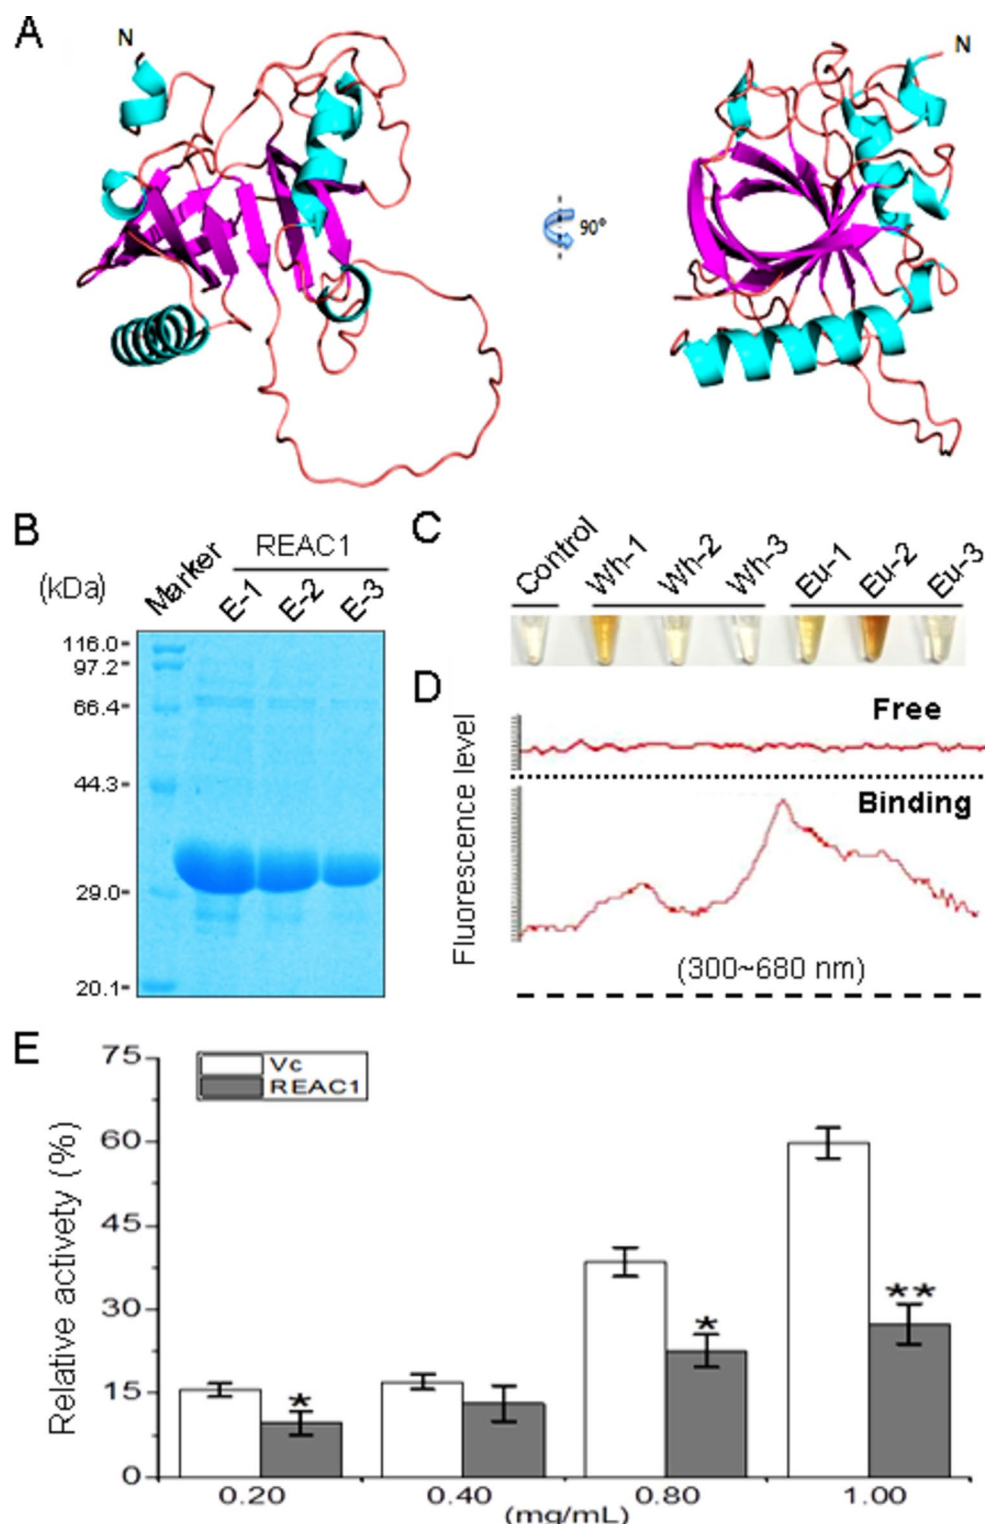 A
N
N
90°
B
REAC1
(kDa)
Marker
E-1
E-2
E-3
116.0
97.2
66.4
44.3
29.0
20.1
C
Control
Wh-1
Wh-2
Wh-3
Eu-1
Eu-2
Eu-3
D
Fluorescence level
Free
Binding
(300~680 nm)
E
Relative activety (%)
75
60
45
30
15
0
Vc
REAC1
*
*
**
0.20
0.40
0.80
1.00
(mg/mL)